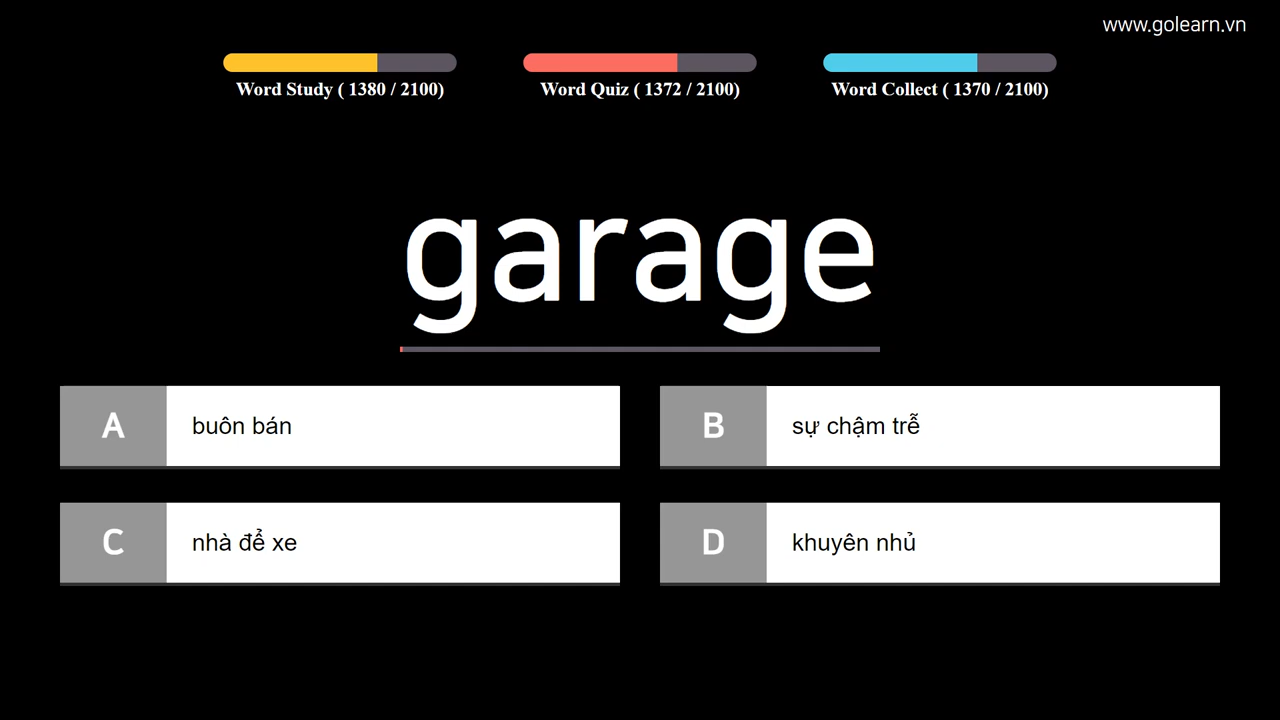 www.golearn.vn
Word Study ( 1380 / 2100)
Word Quiz ( 1372 / 2100)
Word Collect ( 1370 / 2100)
garage
A
buôn bán
B
sự chậm trễ
C
nhà để xe
D
khuyên nhủ